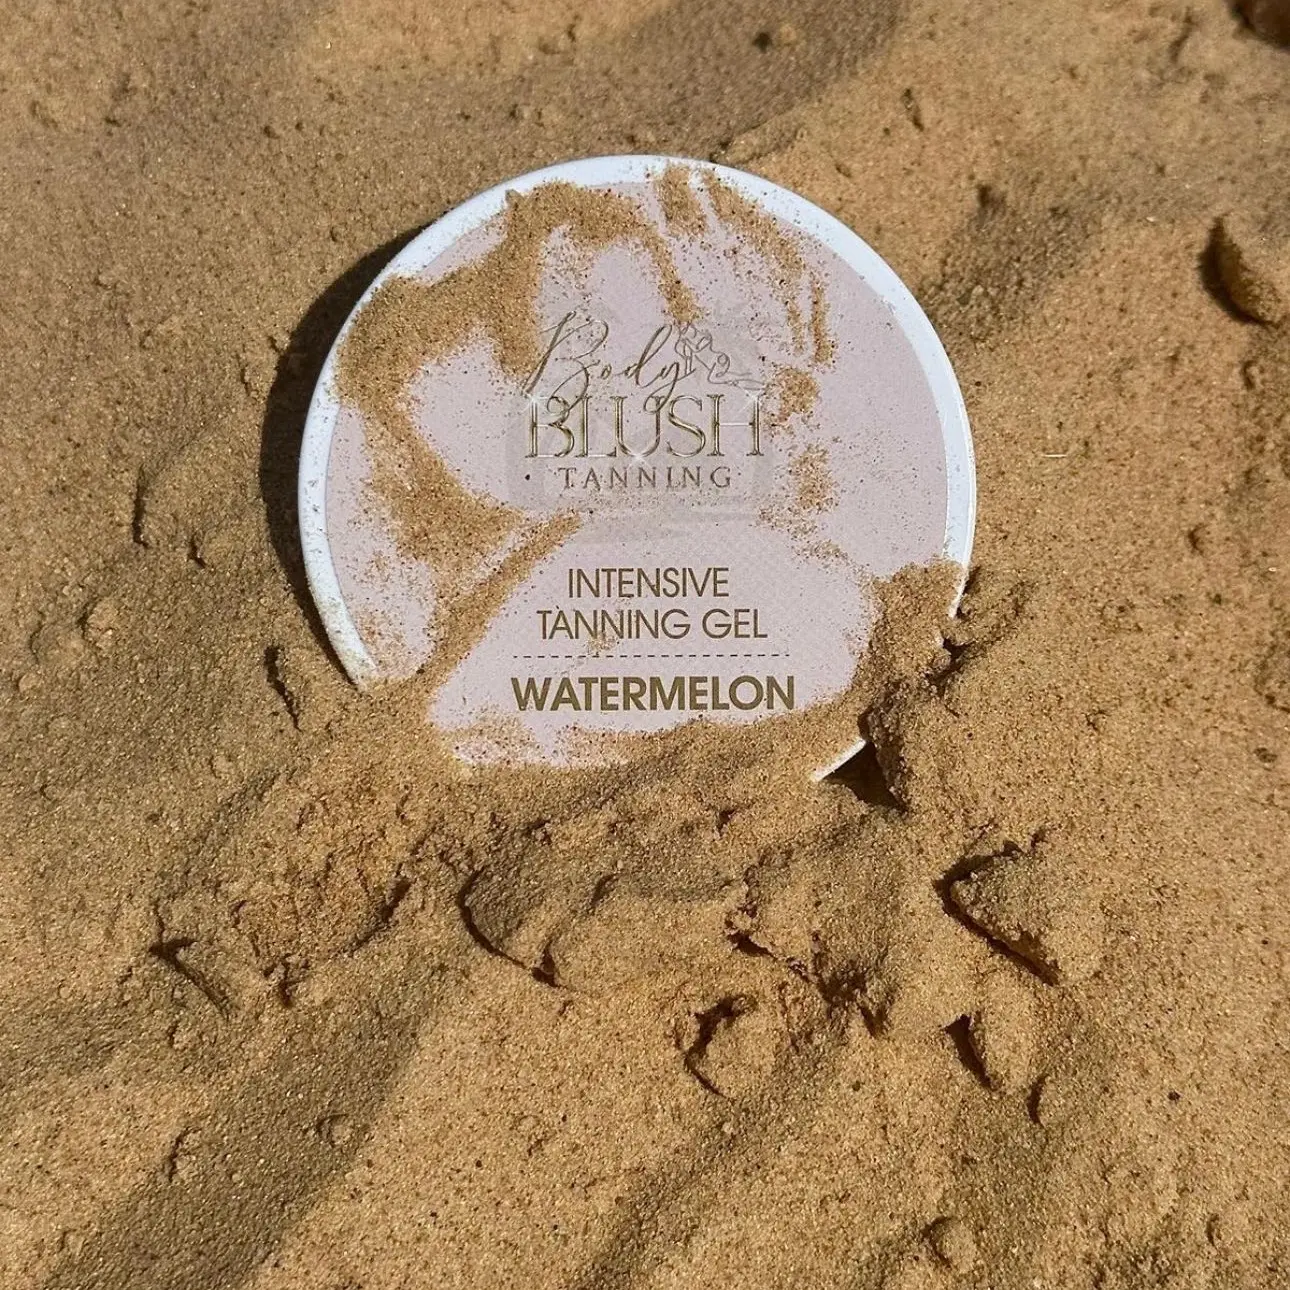 Body
BLUSH
TANNING
INTENSIVE
TANNING GEL
WATERMELON